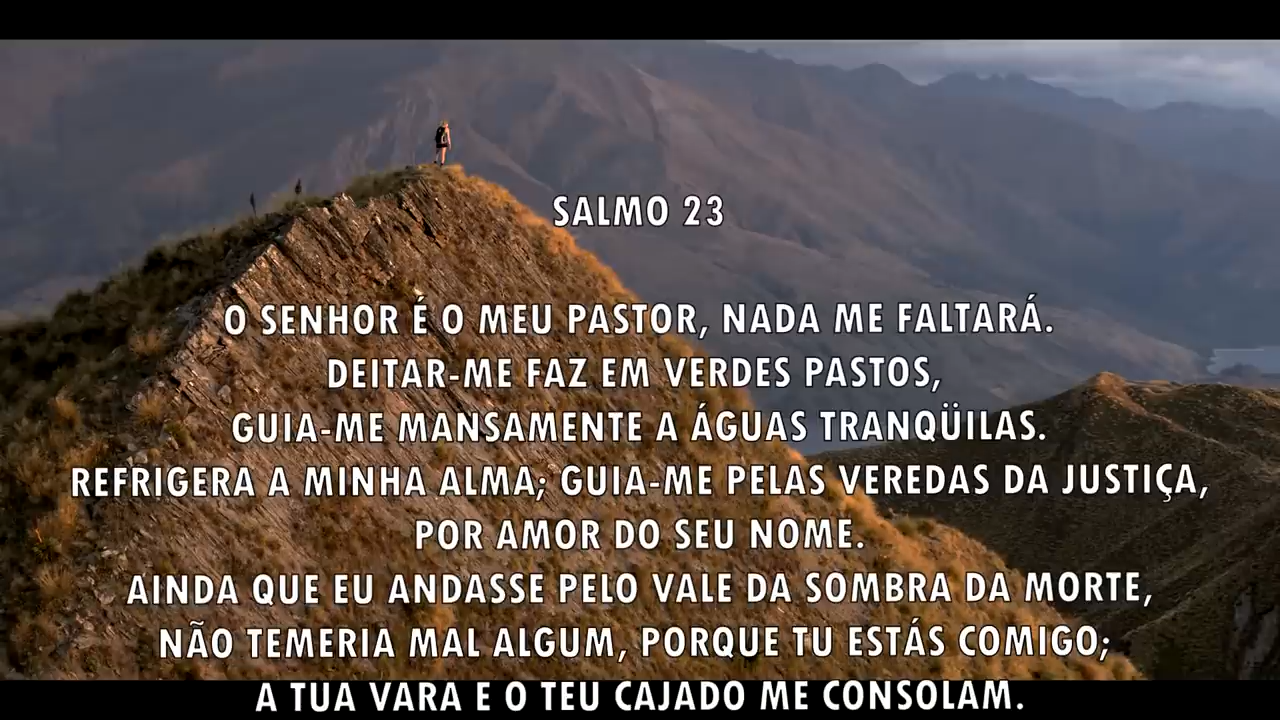 SALMO 23
O SENHOR É O MEU PASTOR, NADA ME FALTARÁ.
DEITAR-ME FAZ EM VERDES PASTOS,
GUIA-ME MANSAMENTE A ÁGUAS TRANQÜILAS.
REFRIGERA A MINHA ALMA; GUIA-ME PELAS VEREDAS DA JUSTIÇA,
POR AMOR DO SEU NOME.
AINDA QUE EU ANDASSE PELO VALE DA SOMBRA DA MORTE,
NÃO TEMERIA MAL ALGUM, PORQUE TU ESTÁS COMIGO;
A TUA VARA E O TEU CAJADO ME CONSOLAM.